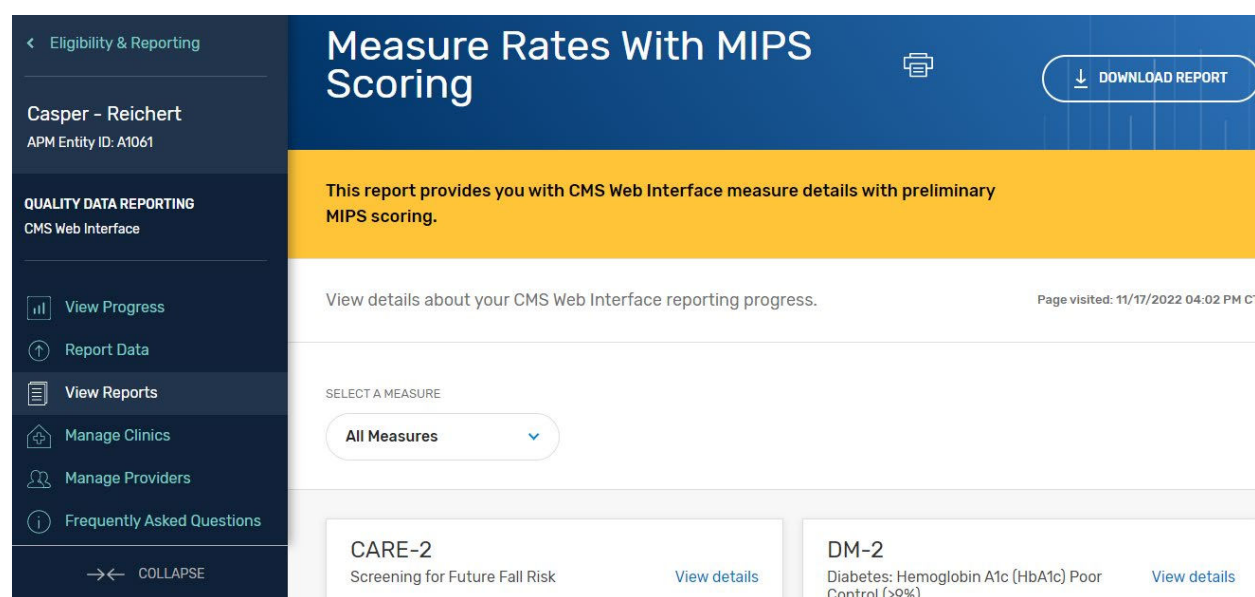 Eligibility & Reporting
Casper - Reichert
APM Entity ID: A1061
QUALITY DATA REPORTING
CMS Web Interface
View Progress
Report Data
View Reports
Manage Clinics
Manage Providers
Frequently Asked Questions
COLLAPSE
Measure Rates With MIPS
Scoring
DOWNLOAD REPORT
This report provides you with CMS Web Interface measure details with preliminary
MIPS scoring.
View details about your CMS Web Interface reporting progress.
Page visited: 11/17/2022 04:02 PM C
SELECT A MEASURE
All Measures
CARE-2
Screening for Future Fall Risk
View details
DM-2
Diabetes: Hemoglobin A1c (HbA1c) Poor
Control (>9%)
View details